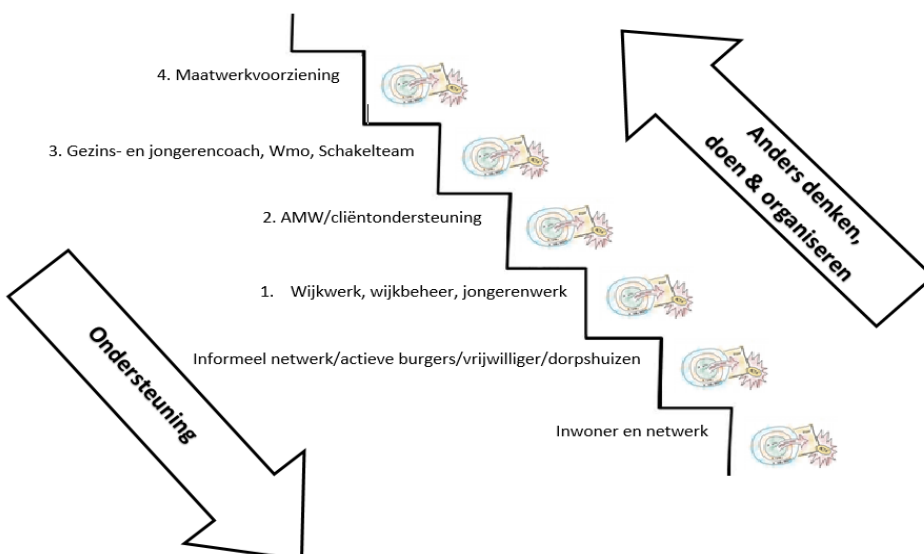 4. Maatwerkvoorziening
3. Gezins- en jongerencoach, Wmo, Schakelteam
2. AMW/cliëntondersteuning
1. Wijkwerk, wijkbeheer, jongerenwerk
Informeel netwerk/actieve burgers/vrijwilliger/dorpshuizen
Inwoner en netwerk
Ondersteuning
Anders denken,
doen & organiseren